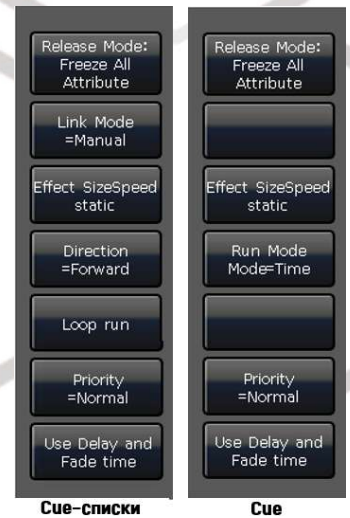 Release Mode:
Freeze All
Attribute
Link Mode
=Manual
Effect SizeSpeed
static
Direction
=Forward
Loop run
Priority
=Normal
Use Delay and
Fade time
Cue-списки
Release Mode:
Freeze All
Attribute
Effect SizeSpeed
static
Run Mode
Mode=Time
Priority
=Normal
Use Delay and
Fade time
Cue